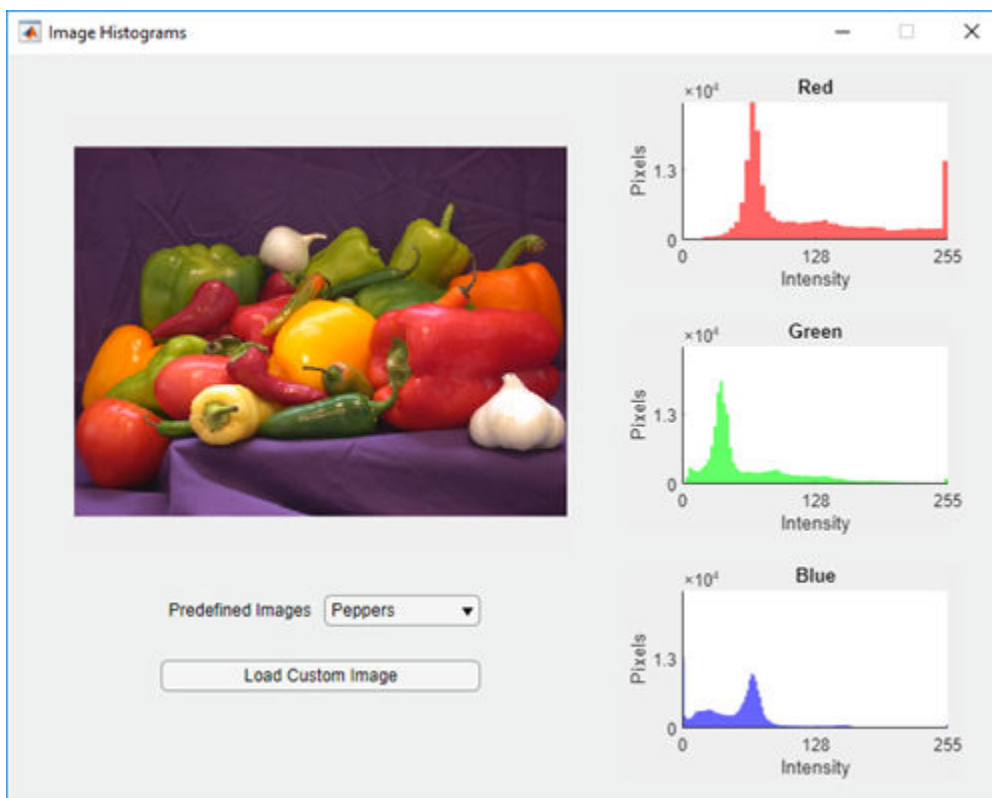 Image Histograms
Predefined Images Peppers
Load Custom Image
Red
×10⁴
Pixels
1.3
0
0 128 255
Intensity
Green
×10⁴
Pixels
1.3
0
0 128 255
Intensity
Blue
×10⁴
Pixels
1.3
0
0 128 255
Intensity